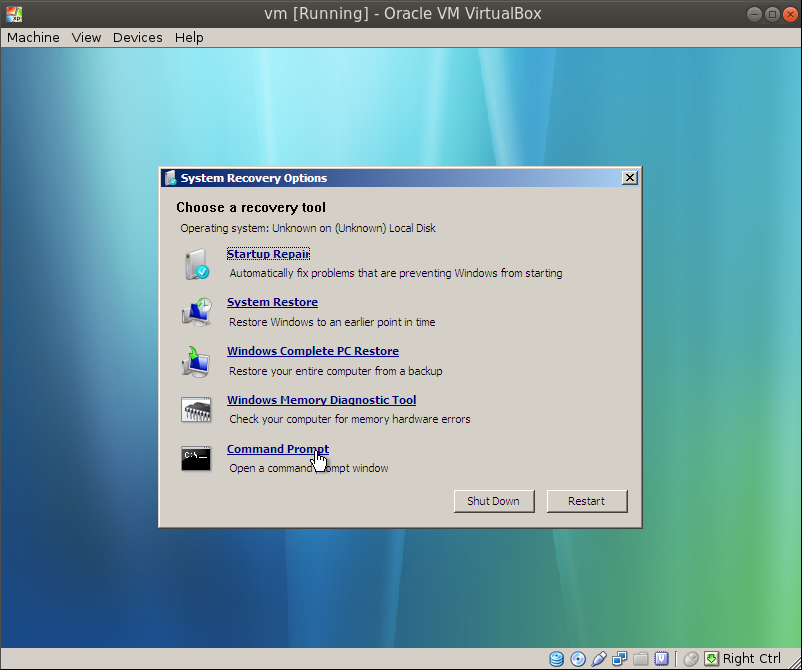 vm [Running] - Oracle VM VirtualBox
Machine View Devices Help
System Recovery Options
Choose a recovery tool
Operating system: Unknown on (Unknown) Local Disk
Startup Repair
Automatically fix problems that are preventing Windows from starting
System Restore
Restore Windows to an earlier point in time
Windows Complete PC Restore
Restore your entire computer from a backup
Windows Memory Diagnostic Tool
Check your computer for memory hardware errors
C:\_
Command Prompt
Open a command prompt window
Shut Down Restart
Right Ctrl